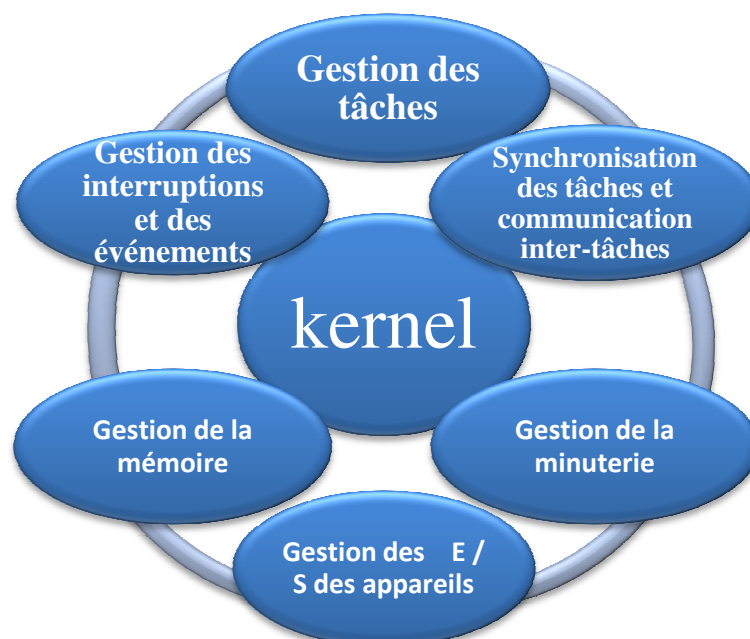 Gestion des
tâches
Gestion des
interruptions
et des
événements
Synchronisation
des tâches et
communication
inter-tâches
kernel
Gestion de la
mémoire
Gestion de la
minuterie
Gestion des E /
S des appareils